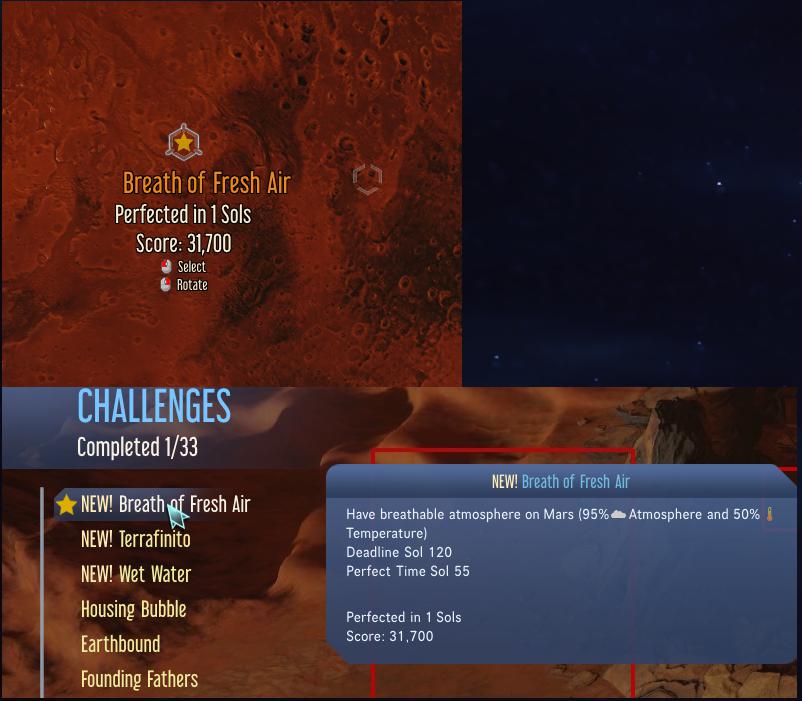 Breath of Fresh Air
Perfected in 1 Sols
Score: 31,700
Select
Rotate
CHALLENGES
Completed 1/33
NEW! Breath of Fresh Air
NEW! Terrafinito
NEW! Wet Water
Housing Bubble
Earthbound
Founding Fathers
NEW! Breath of Fresh Air
Have breathable atmosphere on Mars (95% Atmosphere and 50%
Temperature)
Deadline Sol 120
Perfect Time Sol 55
Perfected in 1 Sols
Score: 31,700